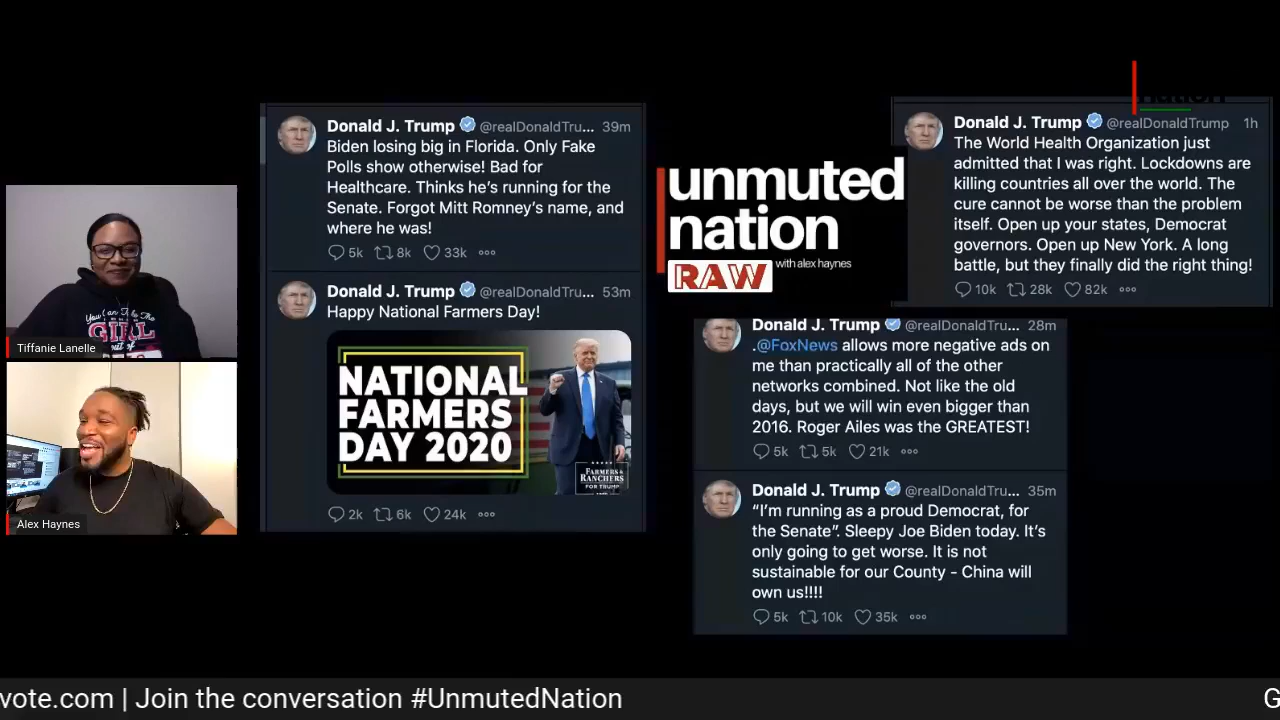 Donald J. Trump @realDonaldTru... 39m
Biden losing big in Florida. Only Fake
Polls show otherwise! Bad for
Healthcare. Thinks he's running for the
Senate. Forgot Mitt Romney's name, and
where he was!
5k 8k 33k
Donald J. Trump @realDonaldTru... 53m
Happy National Farmers Day!
NATIONAL
FARMERS
DAY 2020
FARMERS &
RANCHERS
FOR TRUMP
2k 6k 24k
unmuted
nation
RAW
with alex haynes
nation
Donald J. Trump @realDonaldTrump 1h
The World Health Organization just
admitted that I was right. Lockdowns are
killing countries all over the world. The
cure cannot be worse than the problem
itself. Open up your states, Democrat
governors. Open up New York. A long
battle, but they finally did the right thing!
10k 28k 82k
Donald J. Trump @realDonaldTru... 28m
.@FoxNews allows more negative ads on
me than practically all of the other
networks combined. Not like the old
days, but we will win even bigger than
2016. Roger Ailes was the GREATEST!
5k 5k 21k
Donald J. Trump @realDonaldTru... 35m
“I'm running as a proud Democrat, for
the Senate”. Sleepy Joe Biden today. It's
only going to get worse. It is not
sustainable for our County - China will
own us!!!!
5k 10k 35k
You Can Take The
GIRL
out of
Tiffanie Lanelle
Alex Haynes
vote.com | Join the conversation #UnmutedNation
G